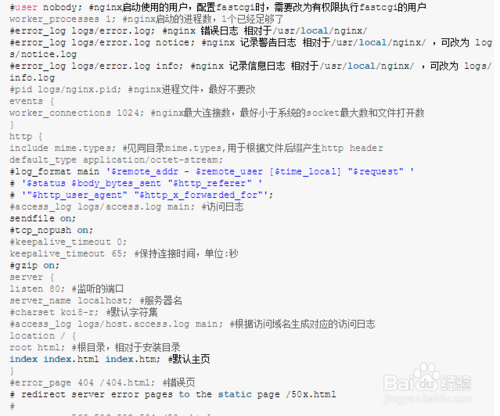 #user nobody; #nginx启动使用的用户，配置fastcgi时，需要改为有权限执行fastcgi的用户
worker_processes 1; #nginx启动的进程数，1个已经足够了
#error_log logs/error.log; #nginx 错误日志 相对于/usr/local/nginx/
#error_log logs/error.log notice; #nginx 记录警告日志 相对于/usr/local/nginx/ ，可改为 log
s/notice.log
#error_log logs/error.log info; #nginx 记录信息日志 相对于/usr/local/nginx/ ，可改为 logs/
info.log
#pid logs/nginx.pid; #nginx进程文件，最好不要改
events {
worker_connections 1024; #nginx最大连接数，最好小于系统的socket最大数和文件打开数
}
http {
include mime.types; #见同目录mime.types,用于根据文件后缀产生http header
default_type application/octet-stream;
#log_format main '$remote_addr - $remote_user [$time_local] "$request" '
# '$status $body_bytes_sent "$http_referer" '
# '"$http_user_agent" "$http_x_forwarded_for"';
#access_log logs/access.log main; #访问日志
sendfile on;
#tcp_nopush on;
#keepalive_timeout 0;
keepalive_timeout 65; #保持连接时间，单位:秒
#gzip on;
server {
listen 80; #监听的端口
server_name localhost; #服务器名
#charset koi8-r; #默认字符集
#access_log logs/host.access.log main; #根据访问域名生成对应的访问日志
location / {
root html; #根目录，相对于安装目录
index index.html index.htm; #默认主页
}
#error_page 404 /404.html; #错误页
# redirect server error pages to the static page /50x.html
#
Baidu 经验
jingyan.baidu.com